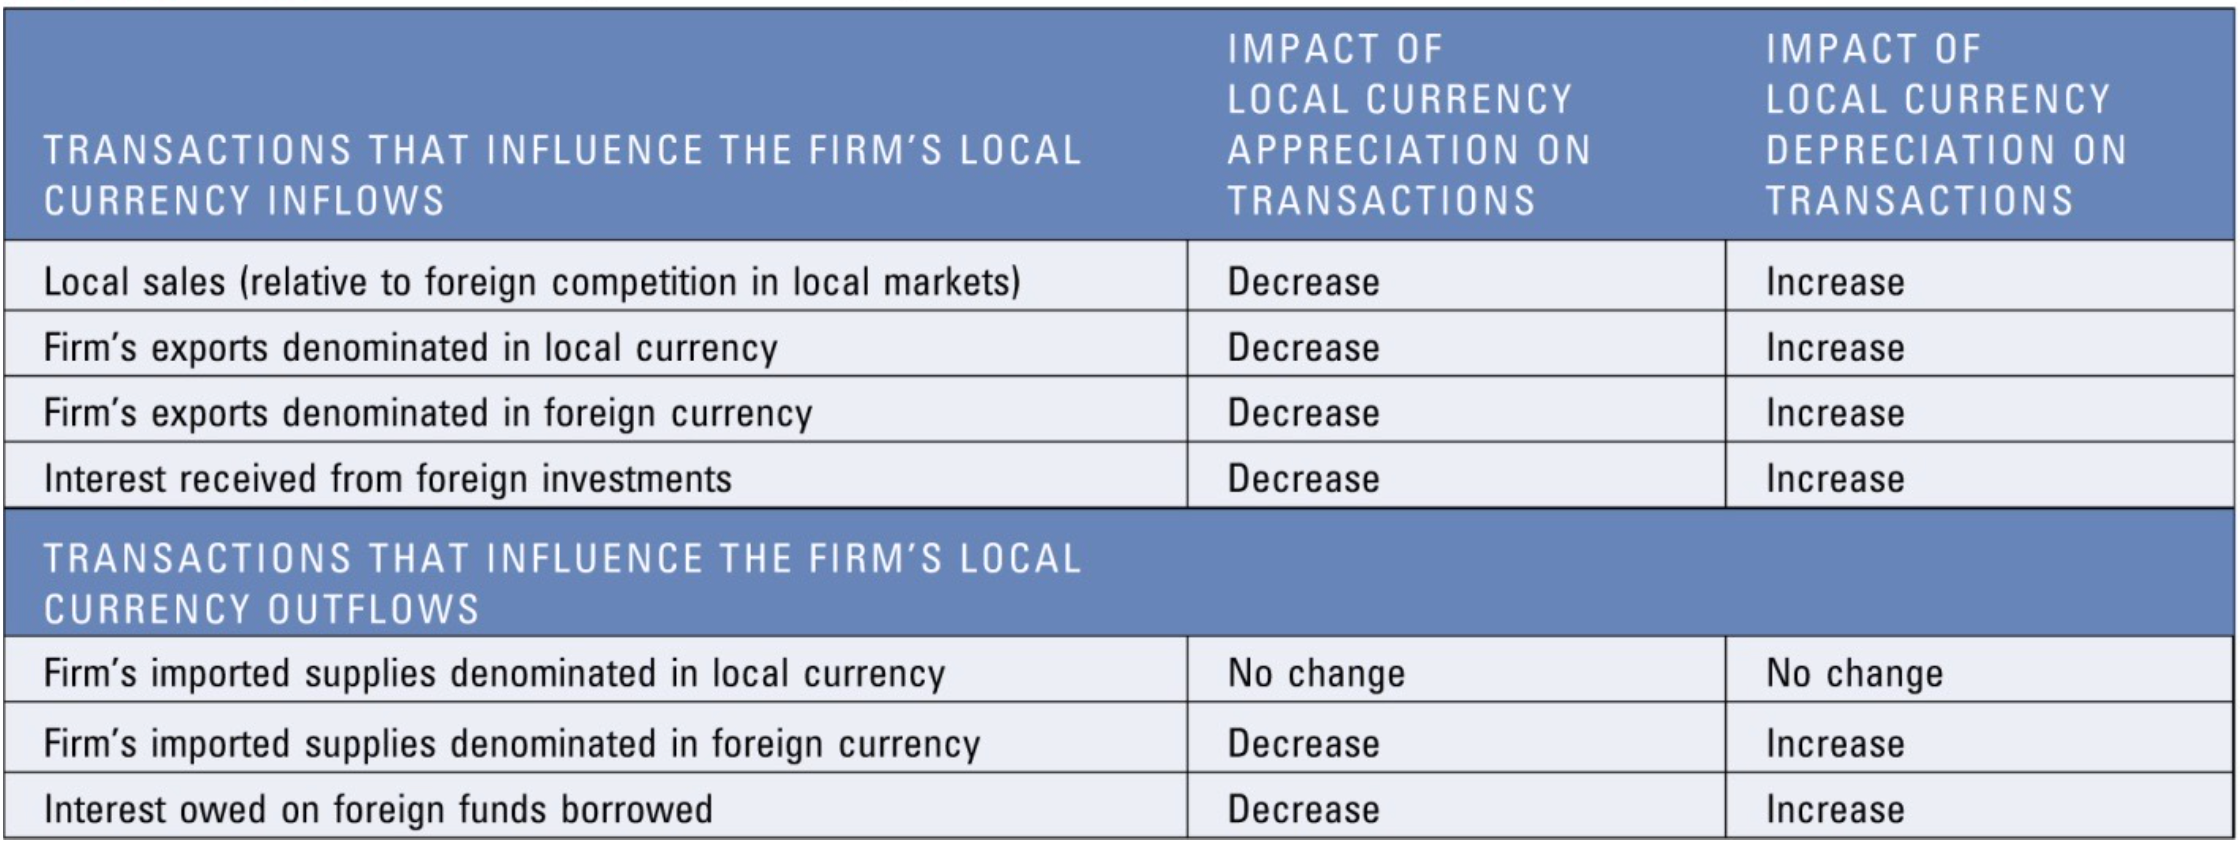 TRANSACTIONS THAT INFLUENCE THE FIRM'S LOCAL
CURRENCY INFLOWS
IMPACT OF
LOCAL CURRENCY
APPRECIATION ON
TRANSACTIONS
IMPACT OF
LOCAL CURRENCY
DEPRECIATION ON
TRANSACTIONS
Local sales (relative to foreign competition in local markets) Decrease Increase
Firm's exports denominated in local currency Decrease Increase
Firm's exports denominated in foreign currency Decrease Increase
Interest received from foreign investments Decrease Increase
TRANSACTIONS THAT INFLUENCE THE FIRM'S LOCAL
CURRENCY OUTFLOWS
Firm's imported supplies denominated in local currency No change No change
Firm's imported supplies denominated in foreign currency Decrease Increase
Interest owed on foreign funds borrowed Decrease Increase